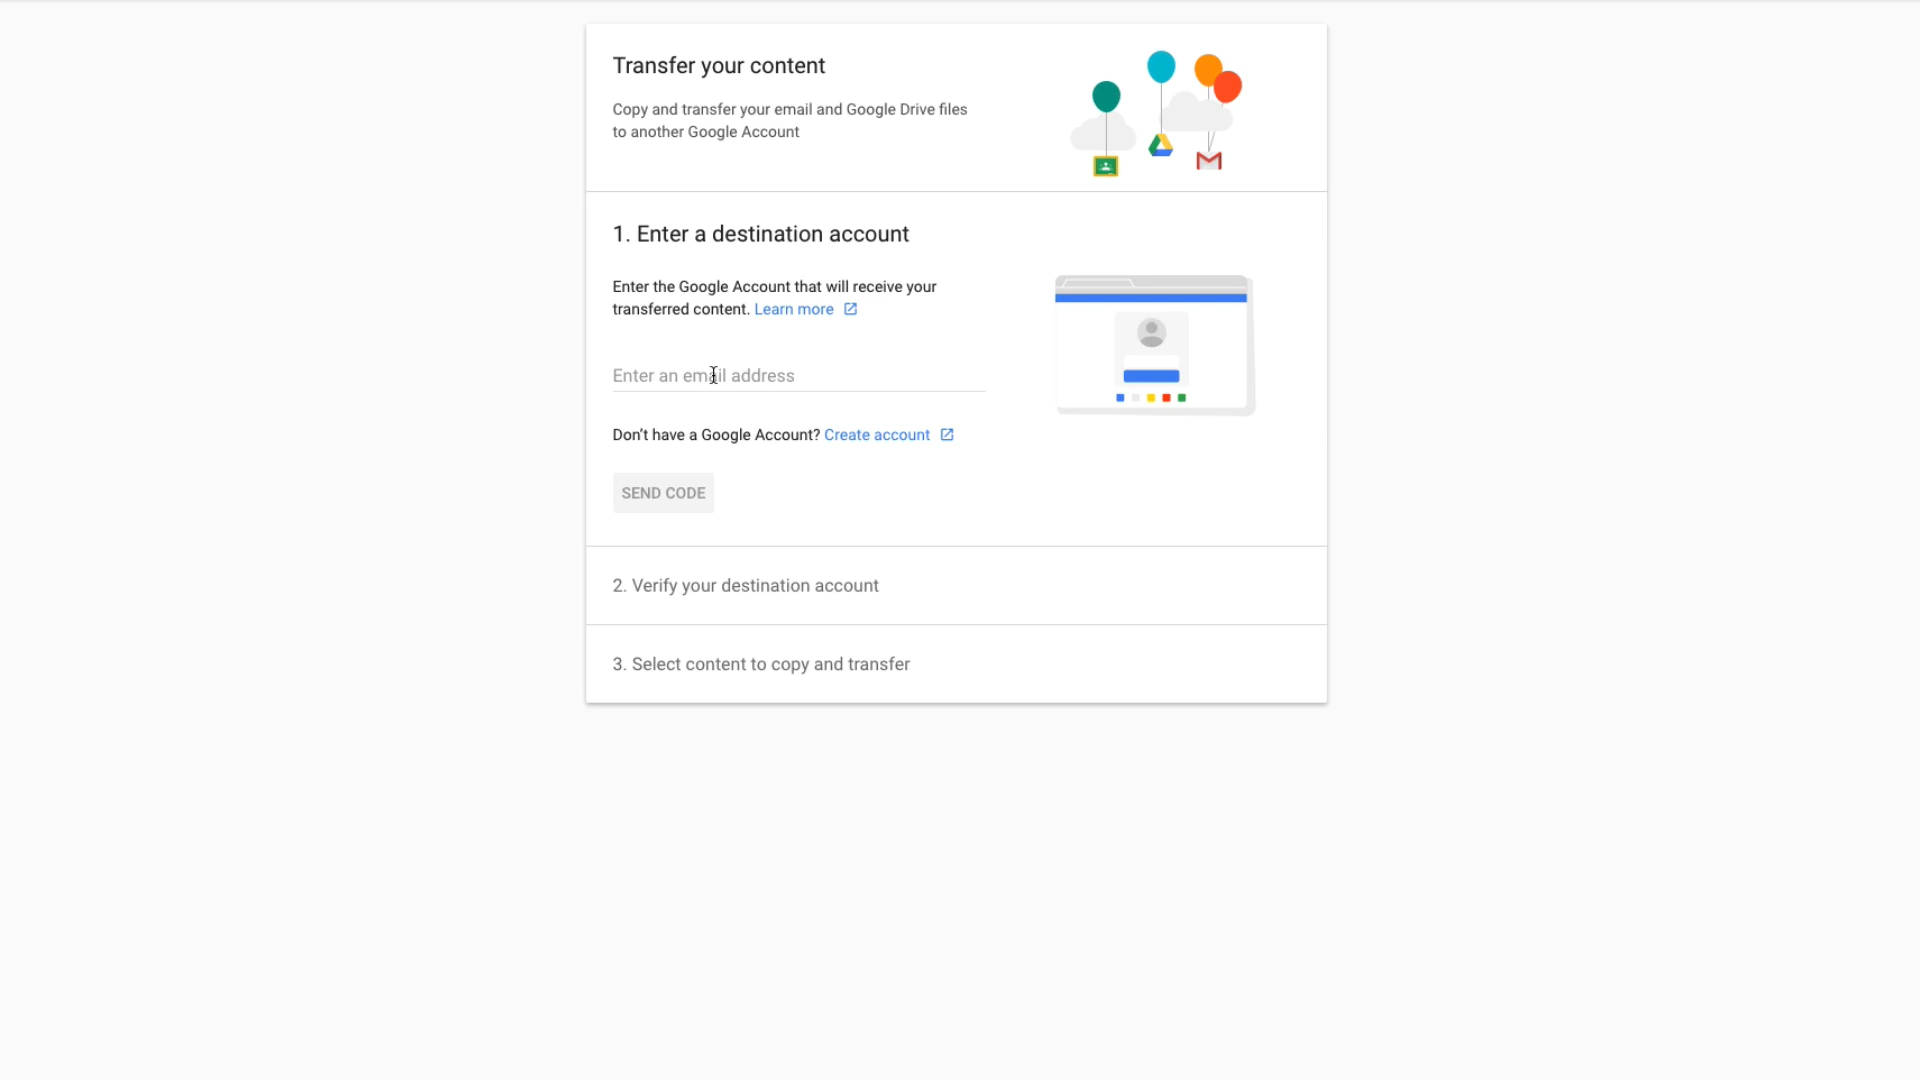 Transfer your content
Copy and transfer your email and Google Drive files
to another Google Account
1. Enter a destination account
Enter the Google Account that will receive your
transferred content. Learn more
Enter an email address
Don’t have a Google Account? Create account
SEND CODE
2. Verify your destination account
3. Select content to copy and transfer